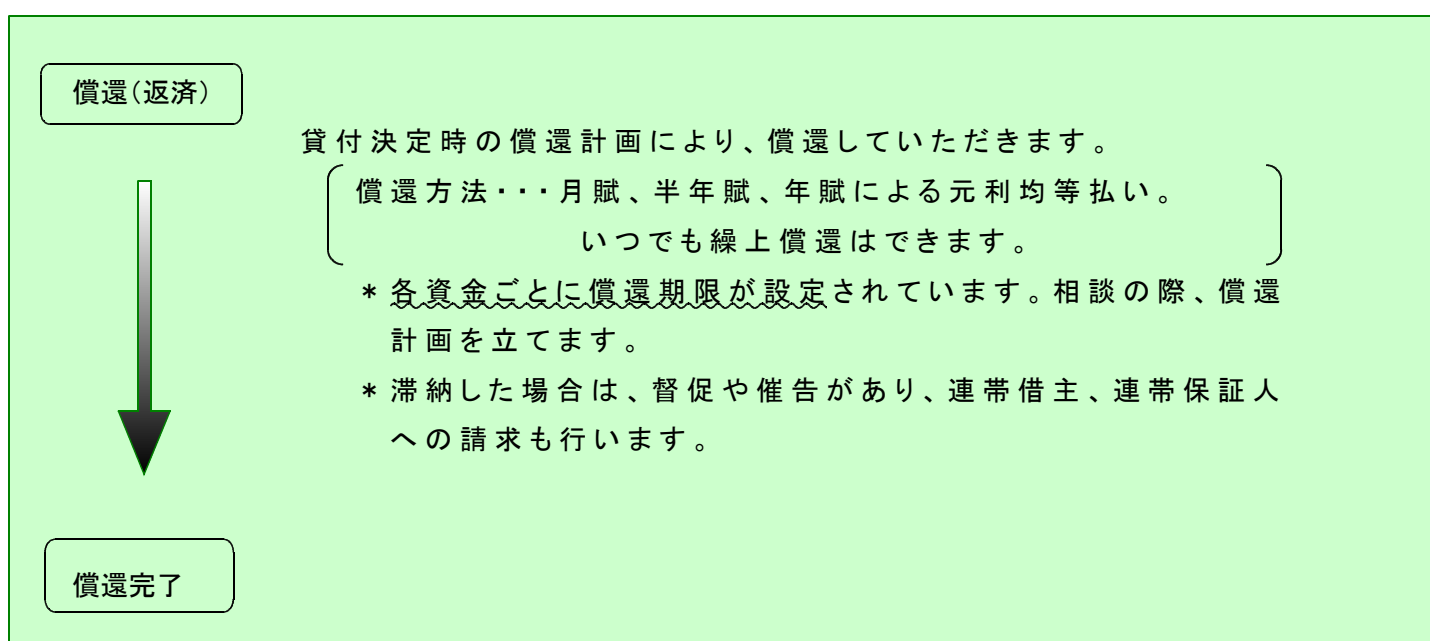 償還(返済)
貸付決定時の償還計画により、償還していただきます。
償還方法・・・月賦、半年賦、年賦による元利均等払い。
いつでも繰上償還はできます。
*各資金ごとに償還期限が設定されています。相談の際、償還
計画を立てます。
*滞納した場合は、督促や催告があり、連帯借主、連帯保証人
への請求も行います。
償還完了